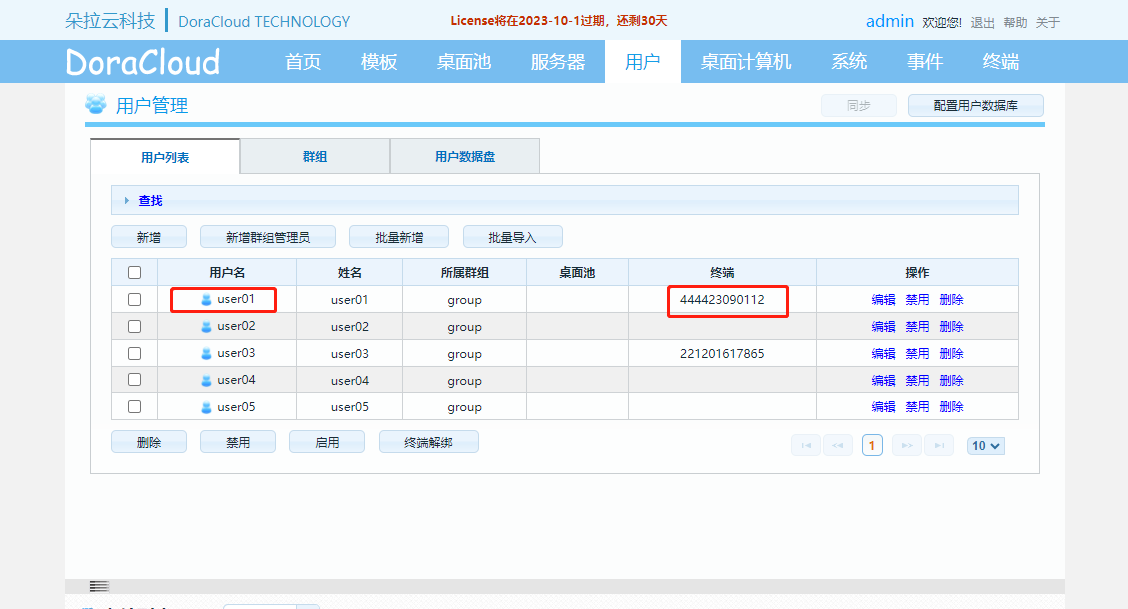 朵拉云科技 DoraCloud TECHNOLOGY License将在2023-10-1过期，还剩30天 admin 欢迎您! 退出 帮助 关于
DoraCloud 首页 模板 桌面池 服务器 用户 桌面计算机 系统 事件 终端
用户管理 同步 配置用户数据库
用户列表 群组 用户数据盘
查找
新增 新增群组管理员 批量新增 批量导入
用户名 姓名 所属群组 桌面池 终端 操作
user01 user01 group 444423090112 编辑 禁用 删除
user02 user02 group 编辑 禁用 删除
user03 user03 group 221201617865 编辑 禁用 删除
user04 user04 group 编辑 禁用 删除
user05 user05 group 编辑 禁用 删除
删除 禁用 启用 终端解绑 1 10